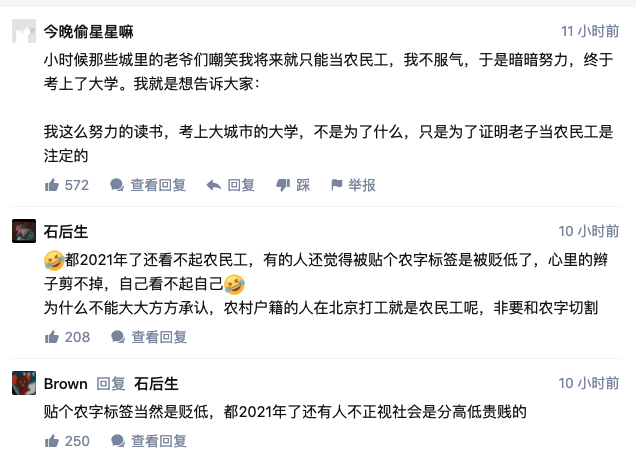 今晚偷星星嘛
11 小时前
小时候那些城里的老爷们嘲笑我将来就只能当农民工，我不服气，于是暗暗努力，终于
考上了大学。我就是想告诉大家：
我这么努力的读书，考上大城市的大学，不是为了什么，只是为了证明老子当农民工是
注定的
572 查看回复 回复 踩 举报
石后生
10 小时前
🤣都2021年了还看不起农民工，有的人还觉得被贴个农字标签是被贬低了，心里的辫
子剪不掉，自己看不起自己🤣
为什么不能大大方方承认，农村户籍的人在北京打工就是农民工呢，非要和农字切割
208 查看回复
Brown 回复 石后生
10 小时前
贴个农字标签当然是贬低，都2021年了还有人不正视社会是分高低贵贱的
250 查看回复